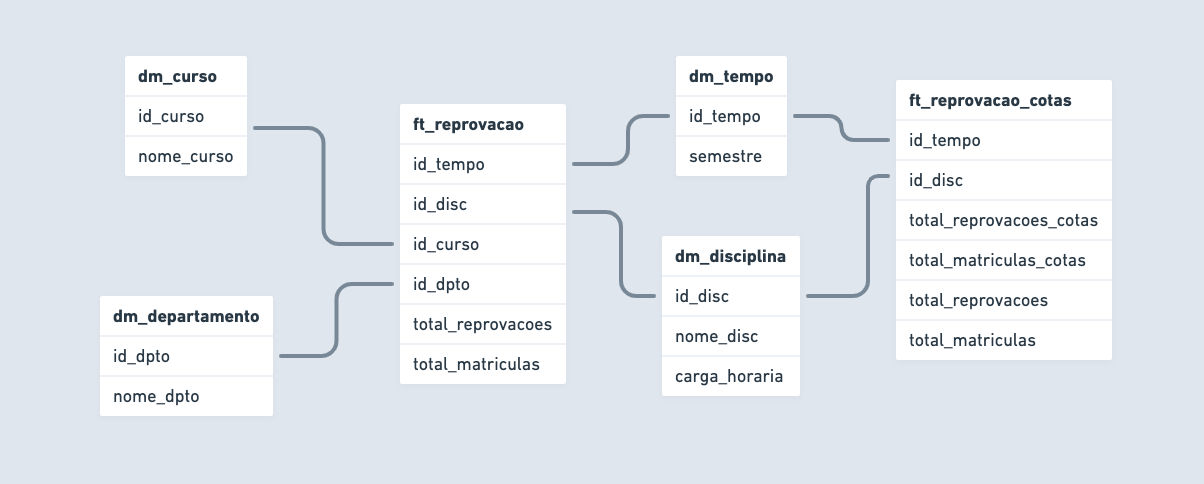 dm_curso
id_curso
nome_curso
dm_departamento
id_dpto
nome_dpto
ft_reprovacao
id_tempo
id_disc
id_curso
id_dpto
total_reprovacoes
total_matriculas
dm_tempo
id_tempo
semestre
dm_disciplina
id_disc
nome_disc
carga_horaria
ft_reprovacao_cotas
id_tempo
id_disc
total_reprovacoes_cotas
total_matriculas_cotas
total_reprovacoes
total_matriculas